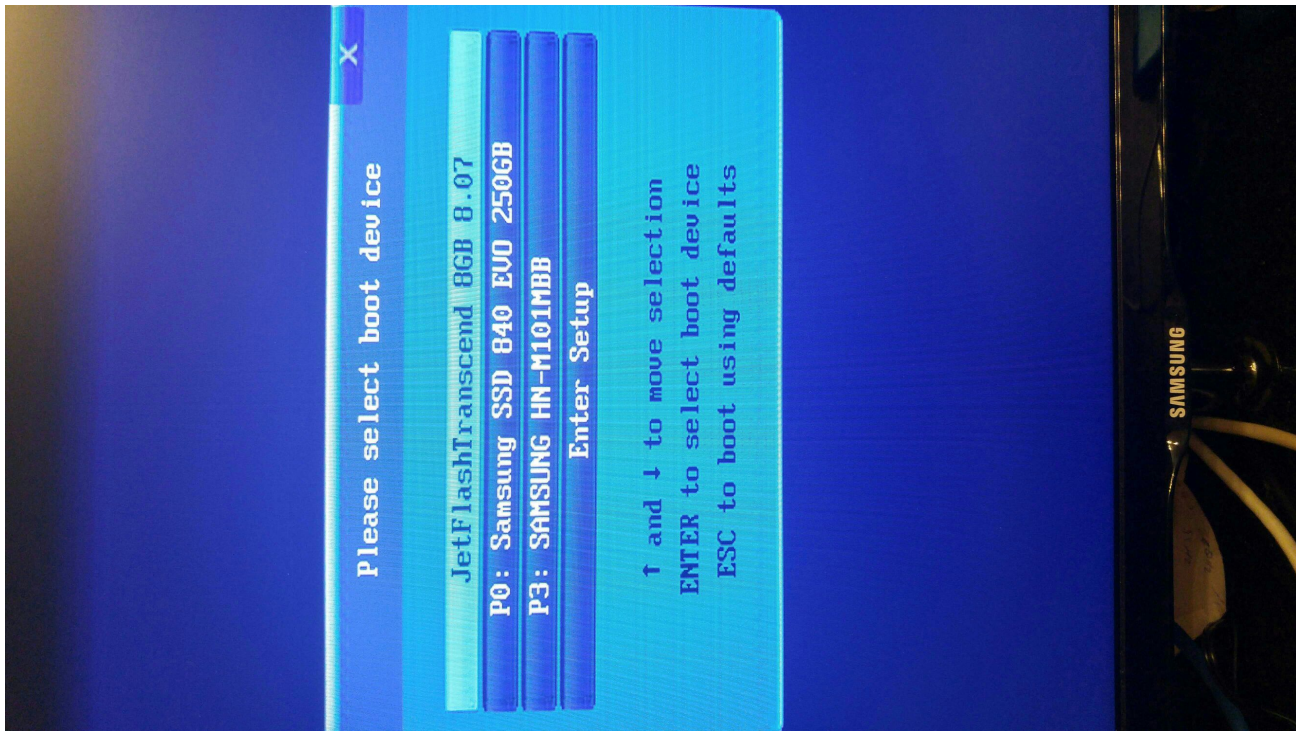 X
Please select boot device
JetFlashTranscend 8GB 8.07
P0: Samsung SSD 840 EVO 250GB
P3: SAMSUNG HN-M101MBB
Enter Setup
↑ and ↓ to move selection
ENTER to select boot device
ESC to boot using defaults
SAMSUNG